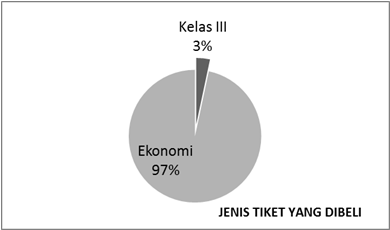 Kelas III
3%
Ekonomi
97%
JENIS TIKET YANG DIBELI